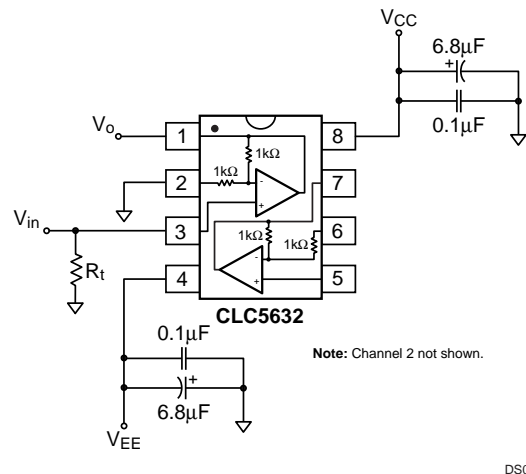 VCC
6.8μF
+
0.1μF
Vo
1
8
1kΩ
2
1kΩ
-
7
+
Vin
3
1kΩ
1kΩ
6
Rt
4
-
+
5
CLC5632
0.1μF
Note: Channel 2 not shown.
+
6.8μF
VEE